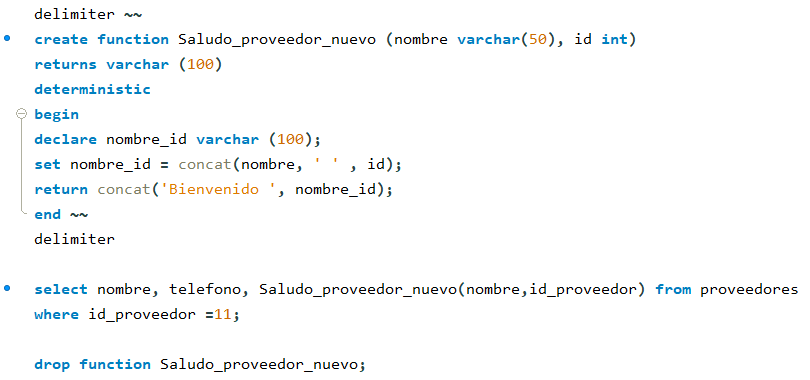 delimiter ~~
create function Saludo_proveedor_nuevo (nombre varchar(50), id int)
returns varchar (100)
deterministic
begin
declare nombre_id varchar (100);
set nombre_id = concat(nombre, ' ' , id);
return concat('Bienvenido ', nombre_id);
end ~~
delimiter
select nombre, telefono, Saludo_proveedor_nuevo(nombre,id_proveedor) from proveedores
where id_proveedor =11;
drop function Saludo_proveedor_nuevo;